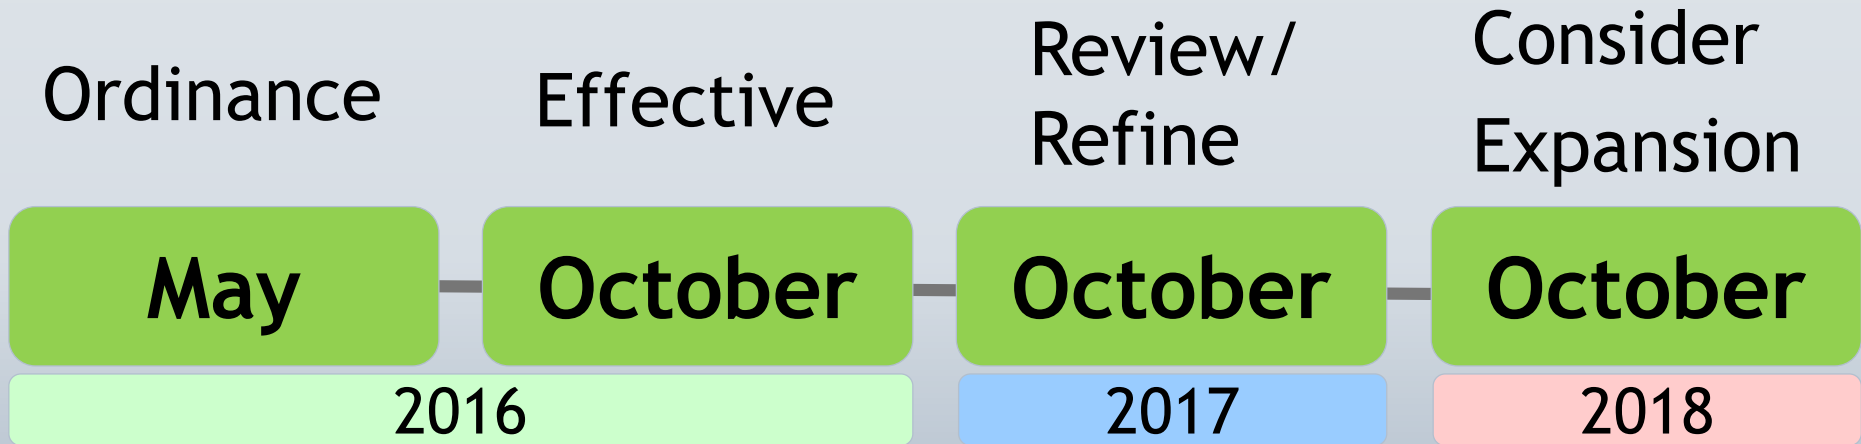 Ordinance
Effective
Review/
Refine
Consider
Expansion
May
October
October
October
2016
2017
2018